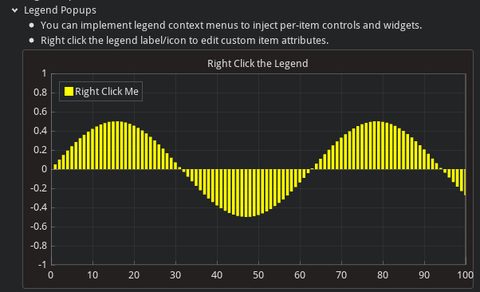 Legend Popups
You can implement legend context menus to inject per-item controls and widgets.
Right click the legend label/icon to edit custom item attributes.
Right Click the Legend
1
Right Click Me
0.8
0.6
0.4
0.2
0
-0.2
-0.4
-0.6
-0.8
-1
0 10 20 30 40 50 60 70 80 90 100